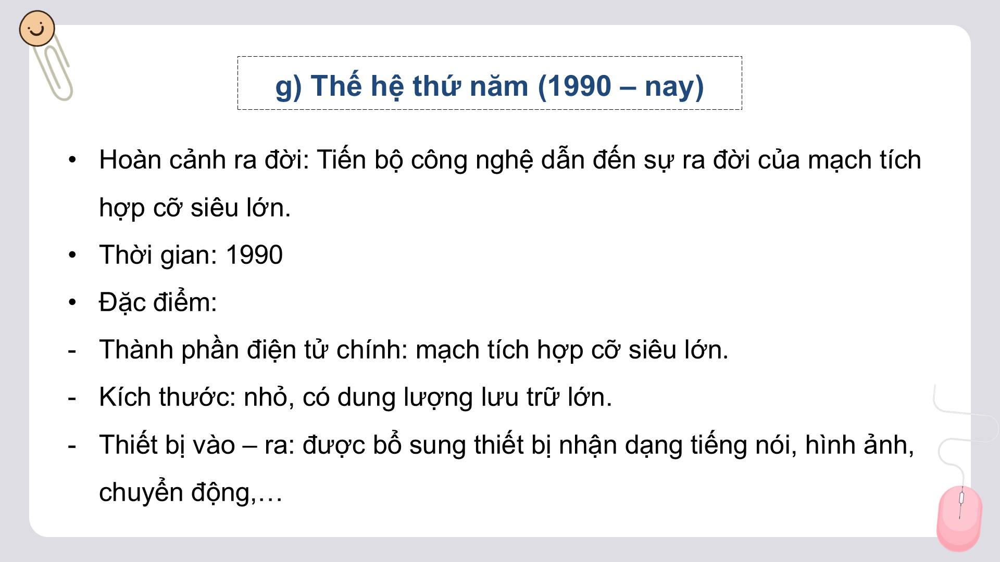 g) Thế hệ thứ năm (1990 – nay)
• Hoàn cảnh ra đời: Tiến bộ công nghệ dẫn đến sự ra đời của mạch tích
hợp cỡ siêu lớn.
• Thời gian: 1990
• Đặc điểm:
- Thành phần điện tử chính: mạch tích hợp cỡ siêu lớn.
- Kích thước: nhỏ, có dung lượng lưu trữ lớn.
- Thiết bị vào – ra: được bổ sung thiết bị nhận dạng tiếng nói, hình ảnh,
chuyển động,…